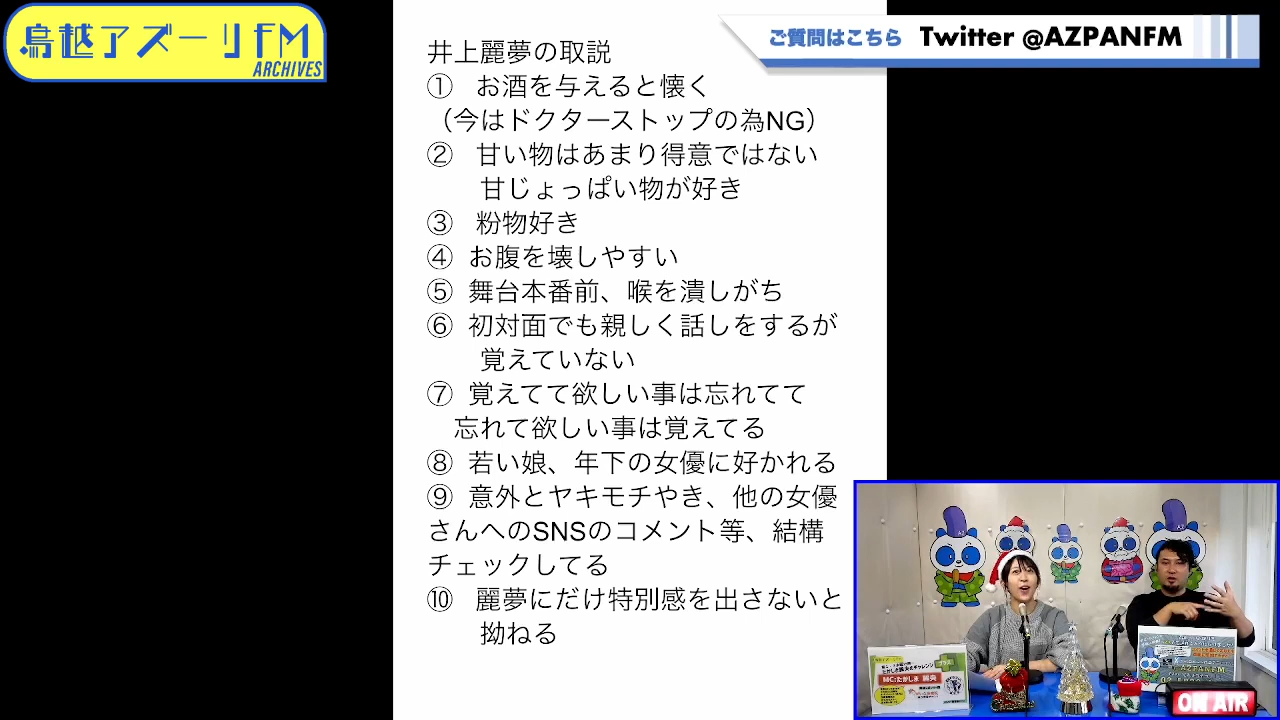 鳥越アズーリFM
ARCHIVES
ご質問はこちら Twitter @AZPANFM
井上麗夢の取説
① お酒を与えると懐く
（今はドクターストップの為NG）
② 甘い物はあまり得意ではない
甘じょっぱい物が好き
③ 粉物好き
④ お腹を壊しやすい
⑤ 舞台本番前、喉を潰しがち
⑥ 初対面でも親しく話しをするが
覚えていない
⑦ 覚えてて欲しい事は忘れてて
忘れて欲しい事は覚えてる
⑧ 若い娘、年下の女優に好かれる
⑨ 意外とヤキモチやき、他の女優
さんへのSNSのコメント等、結構
チェックしてる
⑩ 麗夢にだけ特別感を出さないと
拗ねる
MC:たかしま
AZPANFM
ON AIR